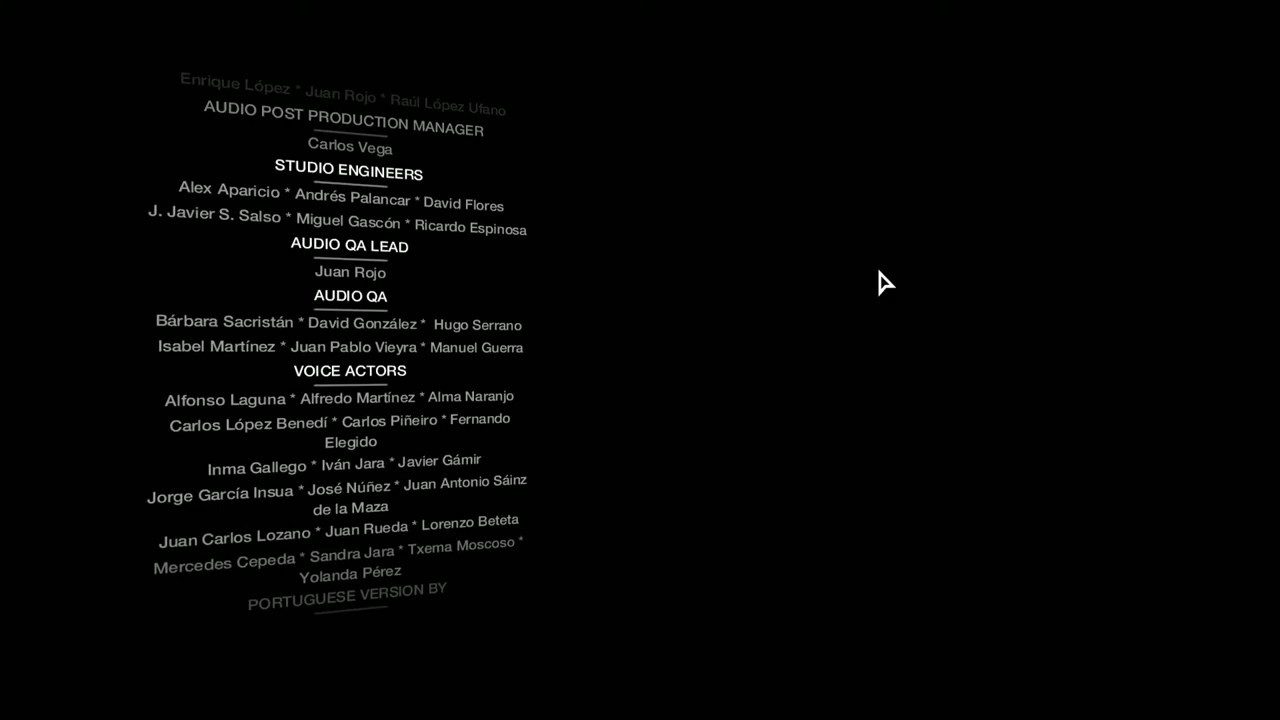 Enrique López * Juan Rojo * Raúl López Ufano
AUDIO POST PRODUCTION MANAGER
Carlos Vega
STUDIO ENGINEERS
Alex Aparicio * Andrés Palancar * David Flores
J. Javier S. Salso * Miguel Gascón * Ricardo Espinosa
AUDIO QA LEAD
Juan Rojo
AUDIO QA
Bárbara Sacristán * David González * Hugo Serrano
Isabel Martínez * Juan Pablo Vieyra * Manuel Guerra
VOICE ACTORS
Alfonso Laguna * Alfredo Martínez * Alma Naranjo
Carlos López Benedí * Carlos Piñeiro * Fernando
Elegido
Inma Gallego * Iván Jara * Javier Gámir
Jorge García Insua * José Núñez * Juan Antonio Sáinz
de la Maza
Juan Carlos Lozano * Juan Rueda * Lorenzo Beteta
Mercedes Cepeda * Sandra Jara * Txema Moscoso *
Yolanda Pérez
PORTUGUESE VERSION BY